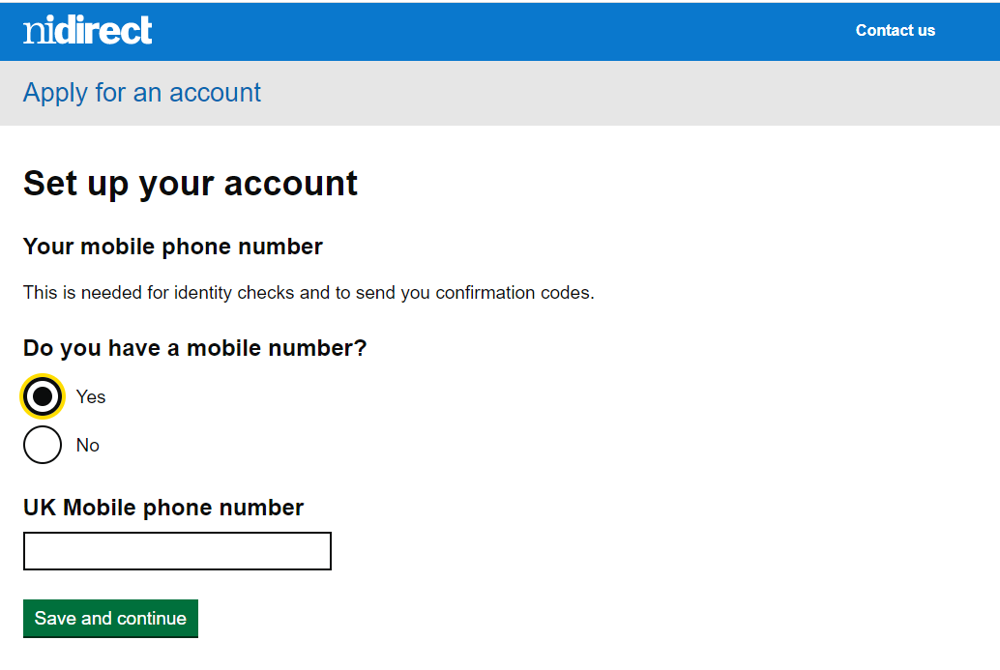 nidirect
Contact us
Apply for an account
Set up your account
Your mobile phone number
This is needed for identity checks and to send you confirmation codes.
Do you have a mobile number?
Yes
No
UK Mobile phone number
Save and continue